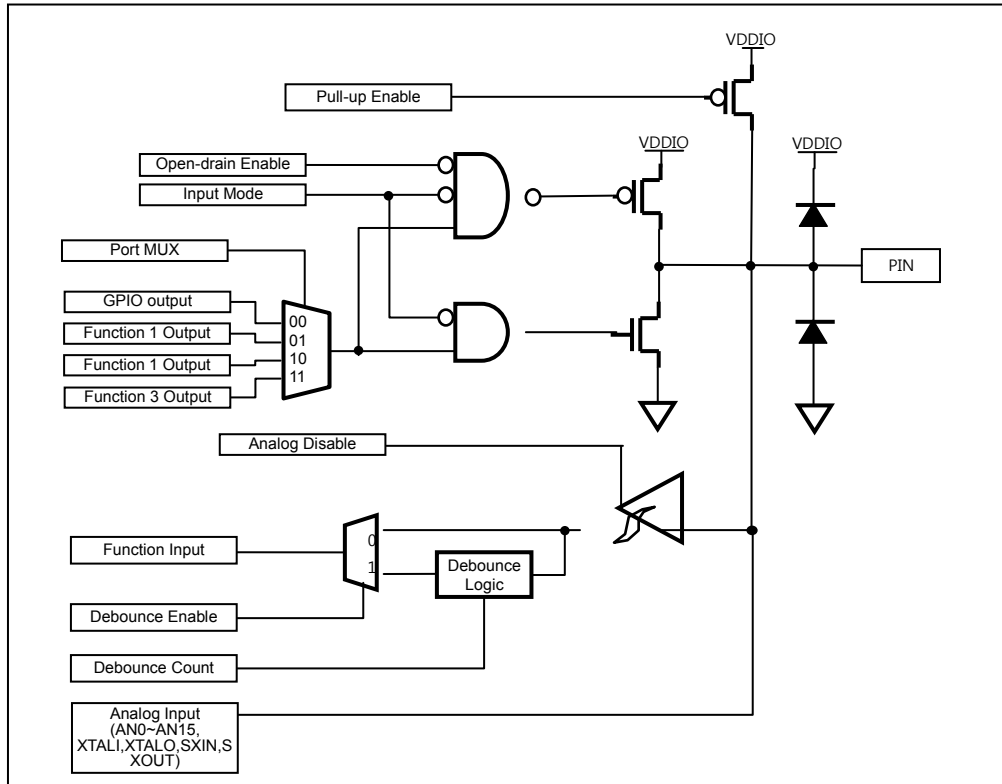 VDDIO
Pull-up Enable
Open-drain Enable
VDDIO
VDDIO
Input Mode
Port MUX
PIN
GPIO output
00
Function 1 Output
01
Function 1 Output
10
11
Function 3 Output
Analog Disable
Function Input
0
1
Debounce
Logic
Debounce Enable
Debounce Count
Analog Input
(AN0~AN15,
XTALI,XTALO,SXIN,S
XOUT)